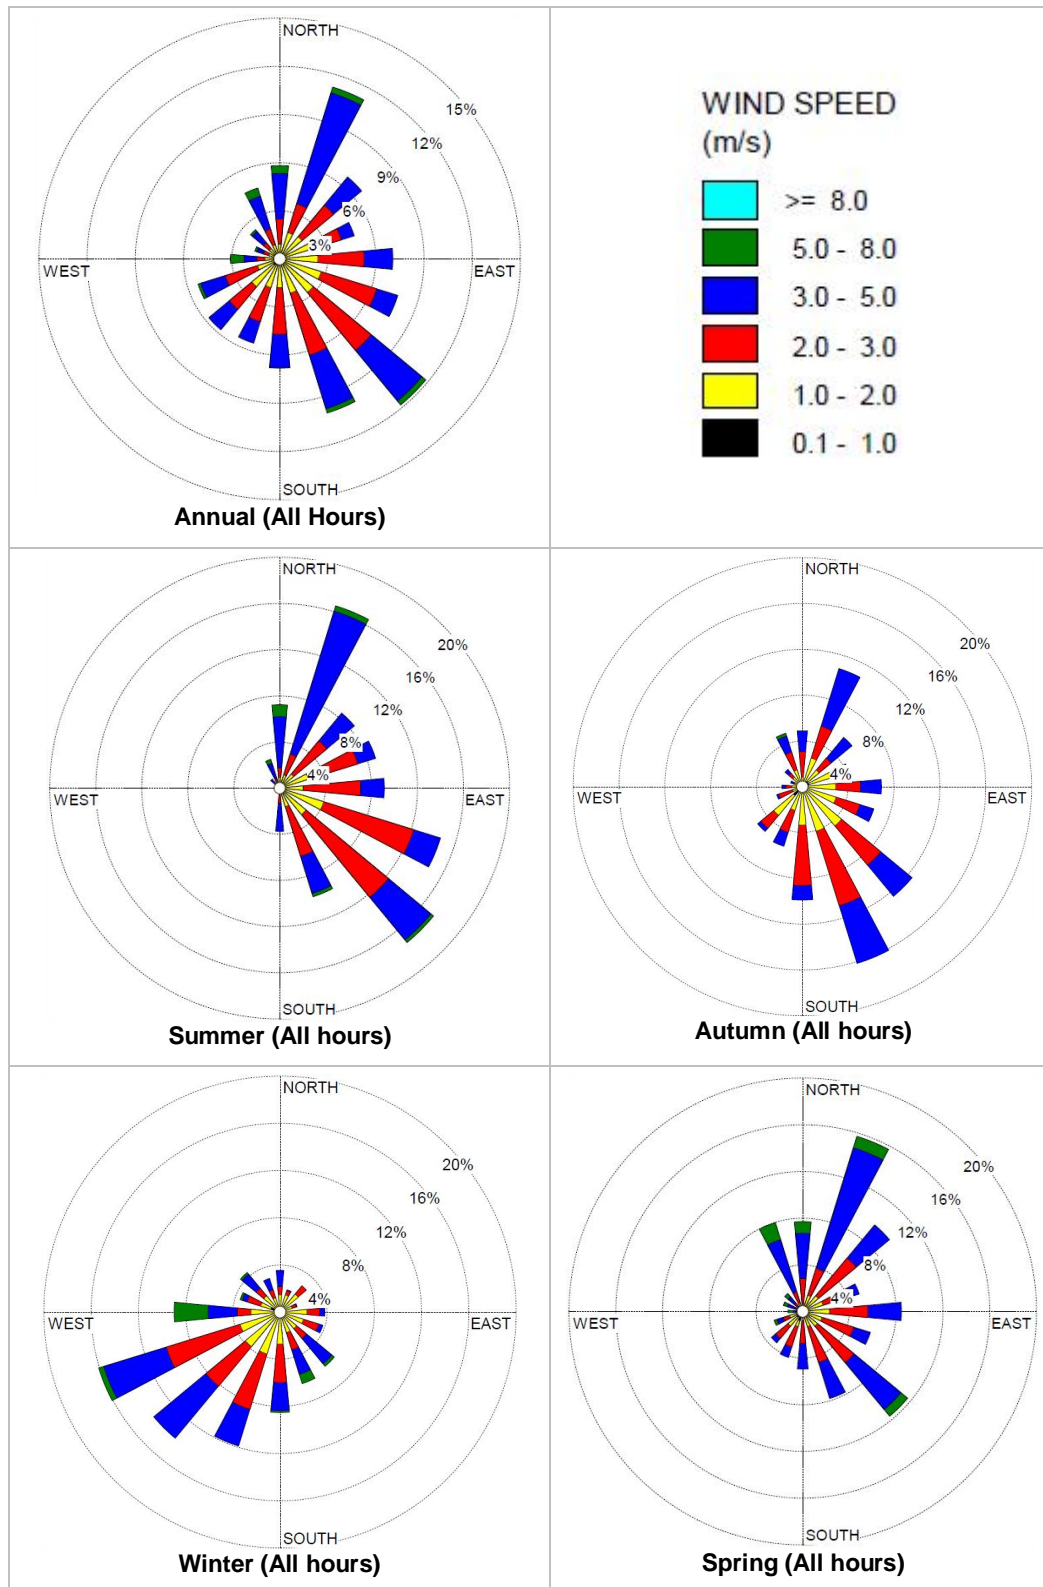 NORTH
15%
12%
9%
6%
3%
WEST
EAST
SOUTH
Annual (All Hours)
WIND SPEED
(m/s)
>= 8.0
5.0 - 8.0
3.0 - 5.0
2.0 - 3.0
1.0 - 2.0
0.1 - 1.0
NORTH
20%
16%
12%
8%
4%
WEST
EAST
SOUTH
Summer (All hours)
NORTH
20%
16%
12%
8%
4%
WEST
EAST
SOUTH
Autumn (All hours)
NORTH
20%
16%
12%
8%
4%
WEST
EAST
SOUTH
Winter (All hours)
NORTH
20%
16%
12%
8%
4%
WEST
EAST
SOUTH
Spring (All hours)